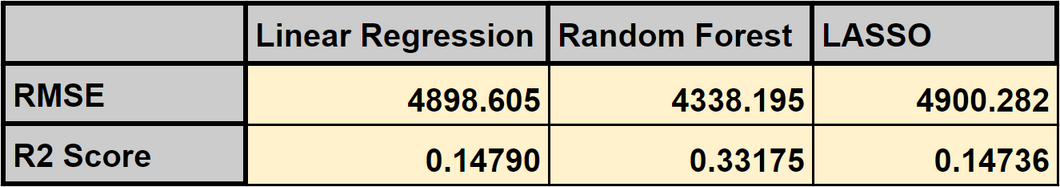 Linear Regression Random Forest LASSO
RMSE 4898.605 4338.195 4900.282
R2 Score 0.14790 0.33175 0.14736